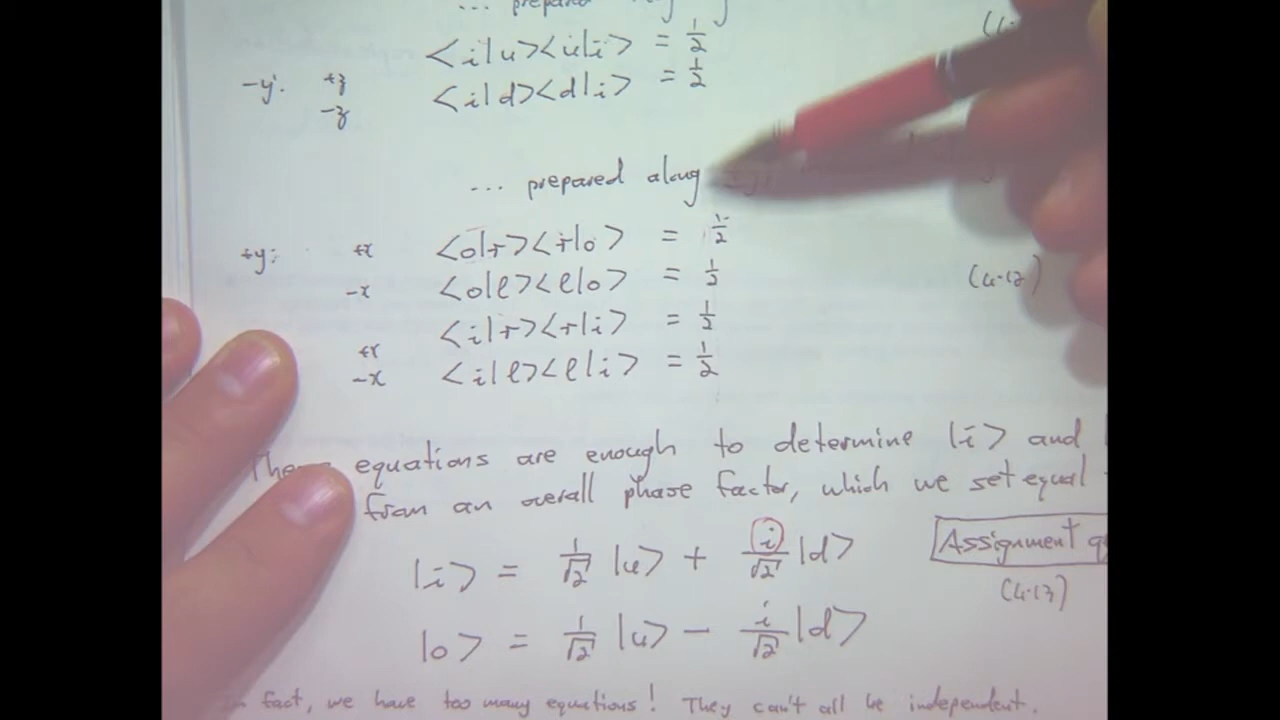 ... prepared
<i|u><u|i> = 1/2
-y: +z
<i|d><d|i> = 1/2
-z
... prepared along
+y: +x <o|r><r|o> = 1/2
-x <o|l><l|o> = 1/2 (4.12)
<i|r><r|i> = 1/2
+x
-x <i|l><l|i> = 1/2
These equations are enough to determine |i> and
from an overall phase factor, which we set equal
|i> = 1/√2 |u> + i/√2 |d> Assignment
(4.13)
|o> = 1/√2 |u> - i/√2 |d>
In fact, we have too many equations! They can't all be independent.